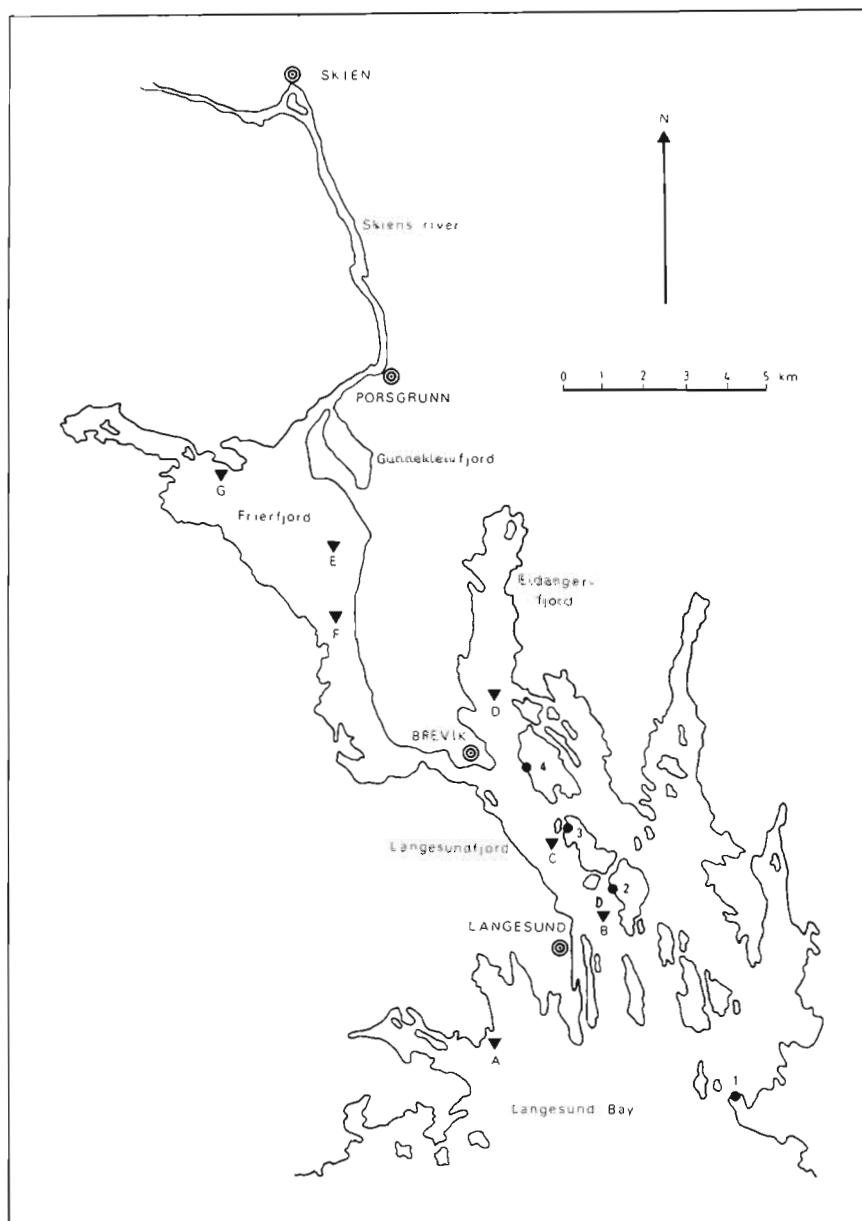 SKIEN
N
Skiens river
0 1 2 3 4 5 km
PORSGRUNN
Gunnekleivfjord
G
Frierfjord
E
Eidanger-
fjord
F
D
BREVIK
4
3
Langesundfjord
C
2
B
LANGESUND
A
1
Langesund Bay